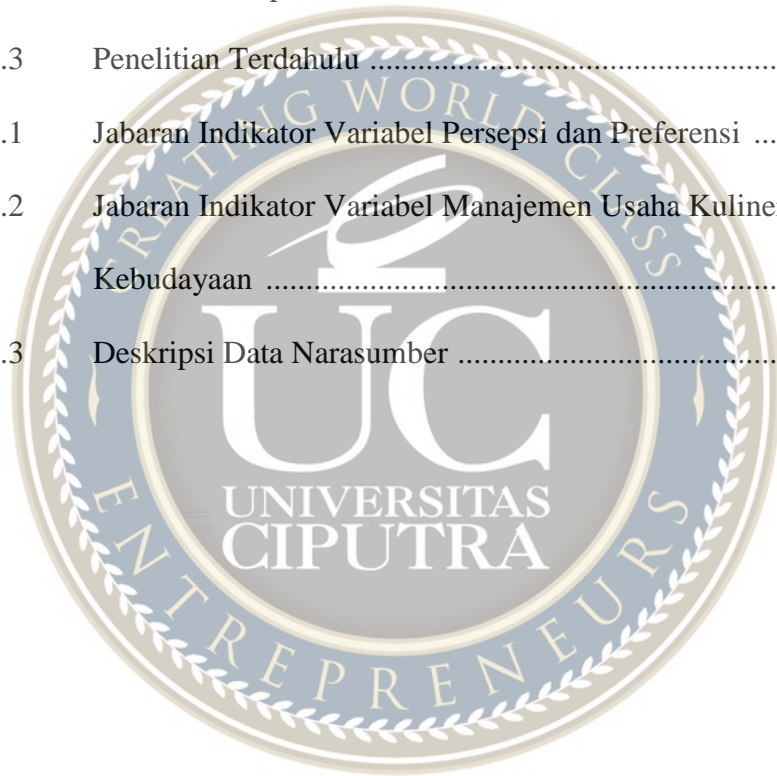 .3 Penelitian Terdahulu ....................................................
.1 Jabaran Indikator Variabel Persepsi dan Preferensi ...
.2 Jabaran Indikator Variabel Manajemen Usaha Kuliner
Kebudayaan .................................................................
.3 Deskripsi Data Narasumber ........................................
CREATING WORLD CLASS
UC
UNIVERSITAS
CIPUTRA
ENTREPRENEURS